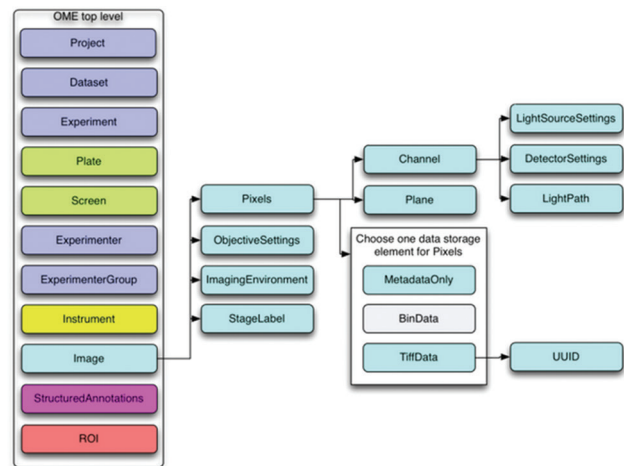 OME top level
Project
Dataset
Experiment
Plate
Screen
Experimenter
ExperimenterGroup
Instrument
Image
StructuredAnnotations
ROI
Pixels
ObjectiveSettings
ImagingEnvironment
StageLabel
Channel
Plane
Choose one data storage
element for Pixels
MetadataOnly
BinData
TiffData
LightSourceSettings
DetectorSettings
LightPath
UUID